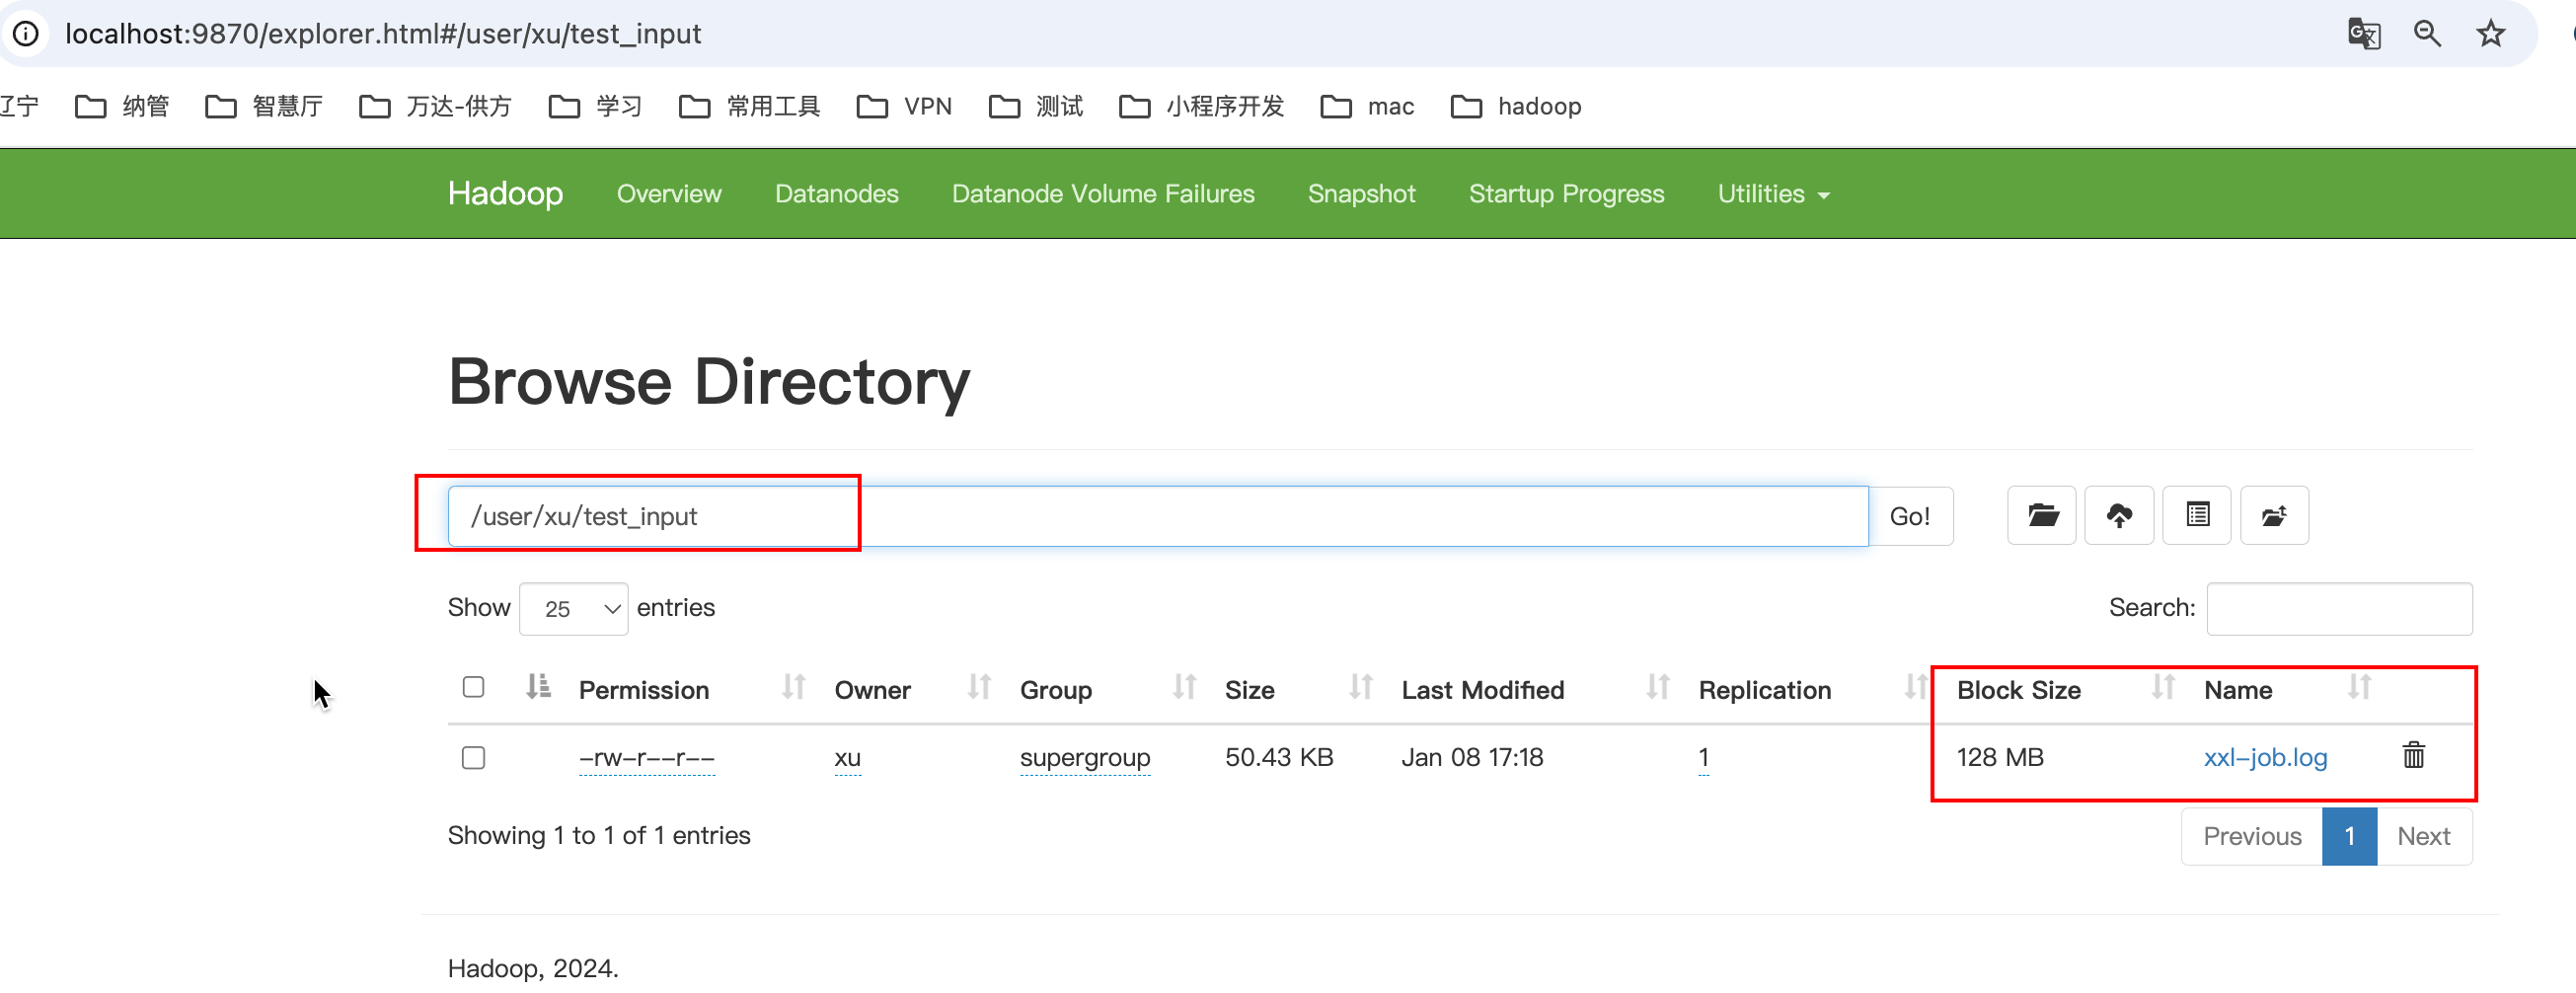 localhost:9870/explorer.html#/user/xu/test_input
辽宁 纳管 智慧厅 万达-供方 学习 常用工具 VPN 测试 小程序开发 mac hadoop
Hadoop Overview Datanodes Datanode Volume Failures Snapshot Startup Progress Utilities
Browse Directory
/user/xu/test_input Go!
Show 25 entries Search:
Permission Owner Group Size Last Modified Replication Block Size Name
-rw-r--r-- xu supergroup 50.43 KB Jan 08 17:18 1 128 MB xxl-job.log
Showing 1 to 1 of 1 entries
Previous 1 Next
Hadoop, 2024.